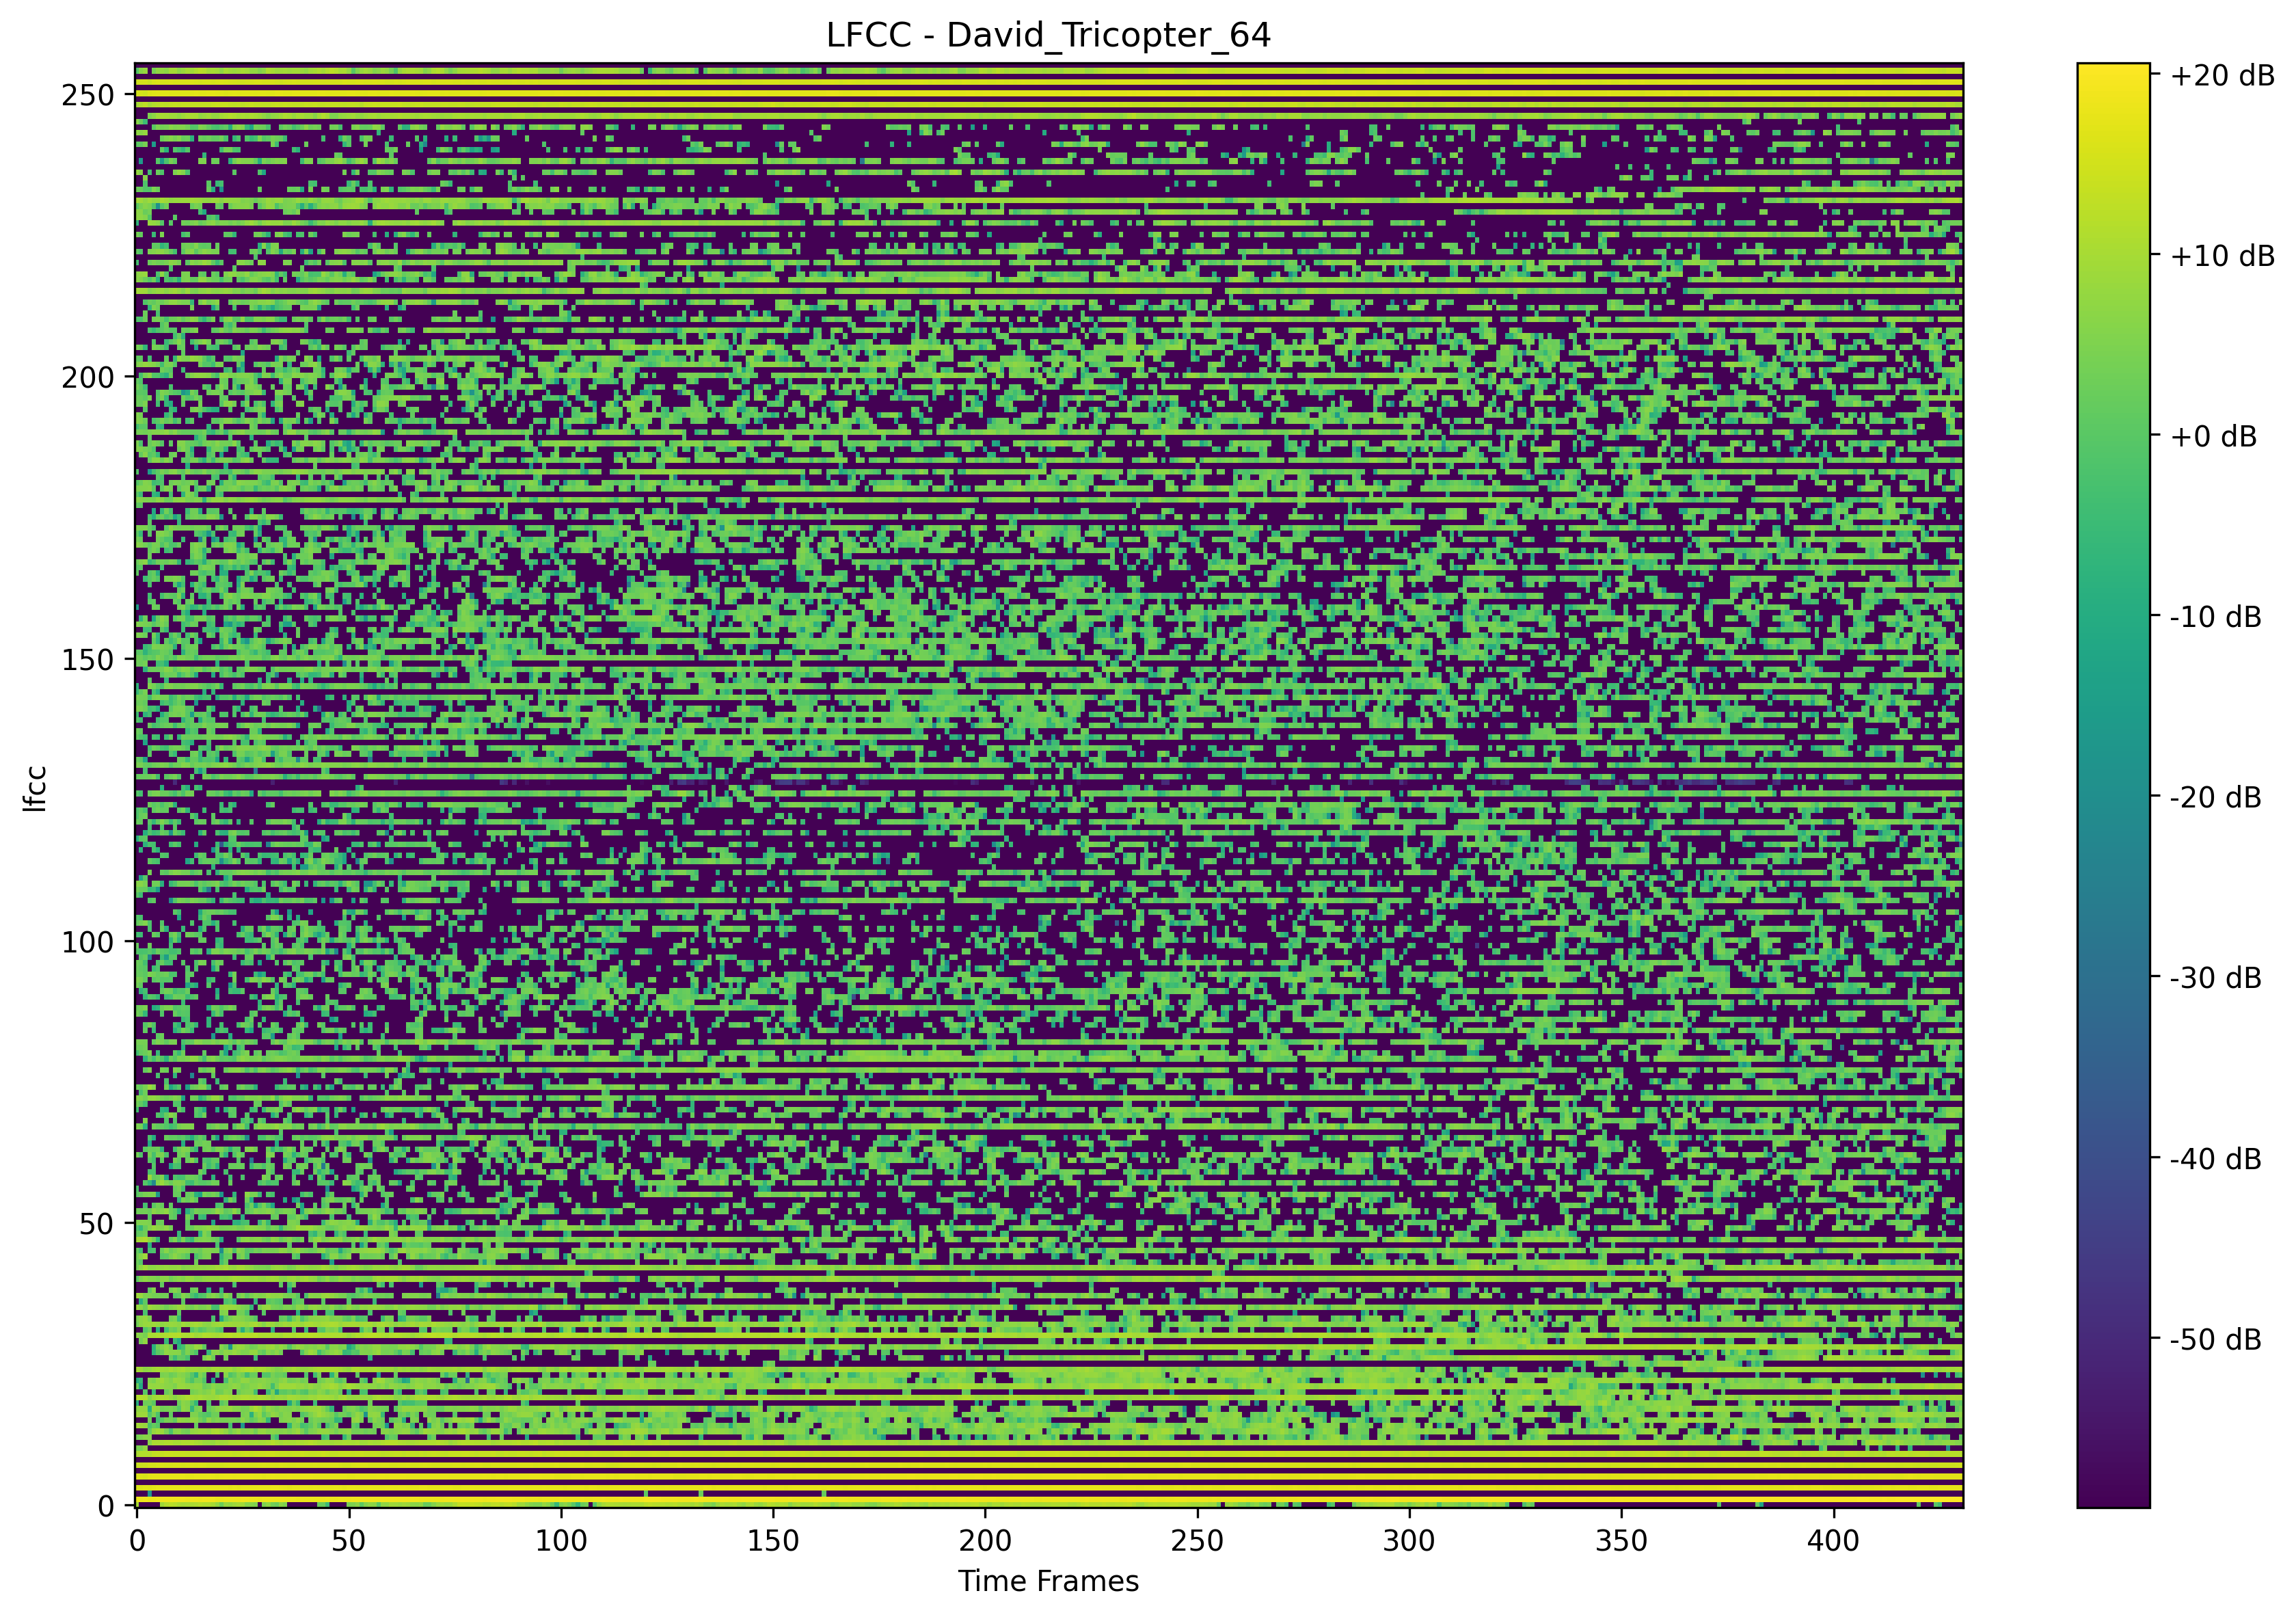 LFCC - David_Tricopter_64
250
200
150
100
50
0
lfcc
0 50 100 150 200 250 300 350 400
Time Frames
+20 dB
+10 dB
+0 dB
-10 dB
-20 dB
-30 dB
-40 dB
-50 dB